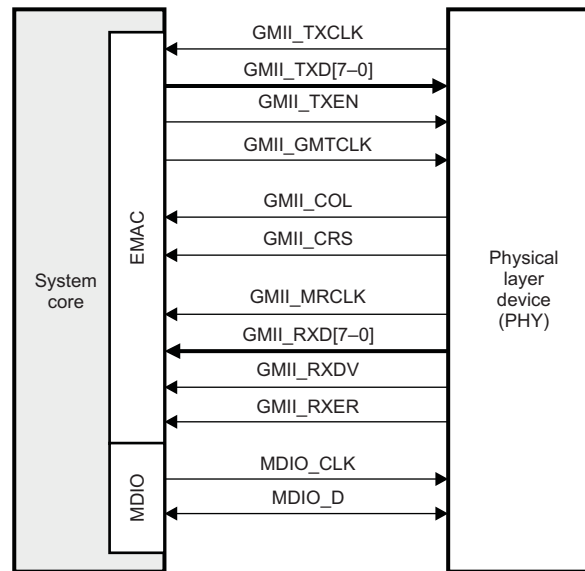 GMII_TXCLK
GMII_TXD[7–0]
GMII_TXEN
GMII_GMTCLK
GMII_COL
GMII_CRS
System
core
EMAC
Physical
layer
device
(PHY)
GMII_MRCLK
GMII_RXD[7–0]
GMII_RXDV
GMII_RXER
MDIO
MDIO_CLK
MDIO_D